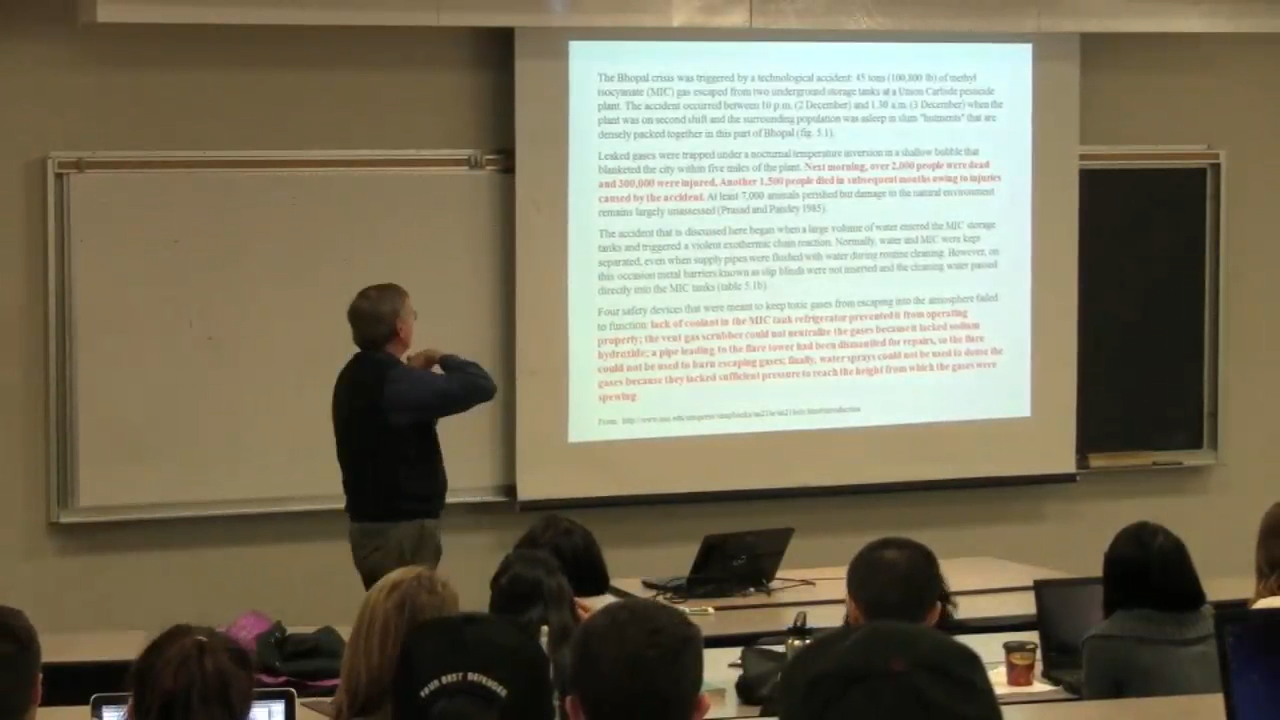 The Bhopal crisis was triggered by a technological accident: 45 tons (100,800 lb) of methyl
isocyanate (MIC) gas escaped from two underground storage tanks at a Union Carbide pesticide
plant. The accident occurred between 10 p.m. (2 December) and 1.30 a.m. (3 December) when the
plant was on second shift and the surrounding population was asleep in slum "hutments" that are
densely packed together in this part of Bhopal (fig. 5.1).
Leaked gases were trapped under a nocturnal temperature inversion in a shallow bubble that
blanketed the city within five miles of the plant. Next morning, over 2,000 people were dead
and 300,000 were injured. Another 1,500 people died in subsequent months owing to injuries
caused by the accident. At least 7,000 animals perished but damage to the natural environment
remains largely unassessed (Prasad and Pandey 1985).
The accident that is discussed here began when a large volume of water entered the MIC storage
tanks and triggered a violent exothermic chain reaction. Normally, water and MIC were kept
separated, even when supply pipes were flushed with water during routine cleaning. However, on
this occasion metal barriers known as slip blinds were not inserted and the cleaning water passed
directly into the MIC tanks (table 5.1b).
Four safety devices that were meant to keep toxic gases from escaping into the atmosphere failed
to function: lack of coolant in the MIC tank refrigerator prevented it from operating
properly; the vent gas scrubber could not neutralize the gases because it lacked sodium
hydroxide; a pipe leading to the flare tower had been dismantled for repairs, so the flare
could not be used to burn escaping gases; finally, water sprays could not be used to douse the
gases because they lacked sufficient pressure to reach the height from which the gases were
spewing.
From:
YOUR BEST DEFENDER